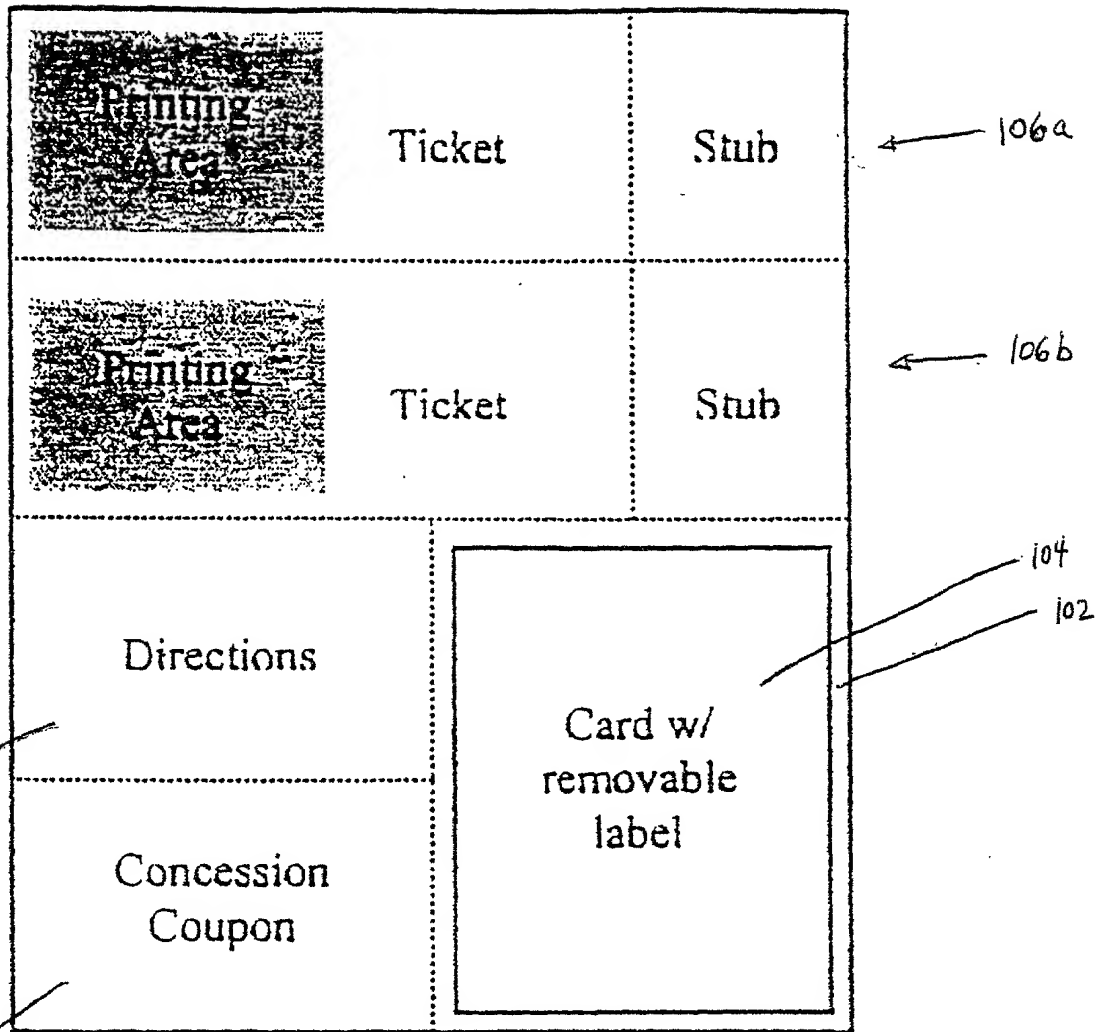 Printing
Area*
Ticket
Stub
106a
Printing
Area
Ticket
Stub
106b
Directions
104
102
Card w/
removable
label
Concession
Coupon